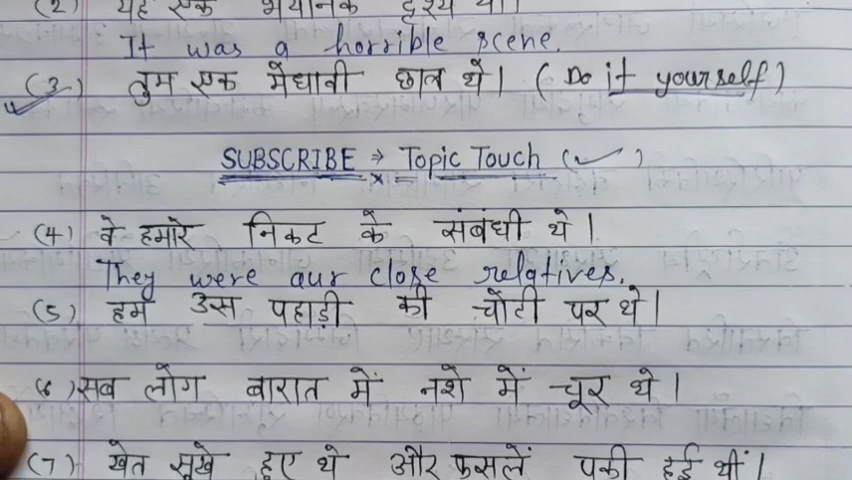 (2) यह एक भयानक दृश्य था।
It was a horrible scene.
(3) तुम एक मेधावी छात्र थे। (Do it yourself)
SUBSCRIBE → Topic Touch (✓)
(4) वे हमारे निकट के संबंधी थे।
They were our close relatives.
(5) हम उस पहाड़ी की चोटी पर थे।
(6) सब लोग बारात में नशे में चूर थे।
(7) खेत सूखे हुए थे और फसलें पकी हुई थीं।